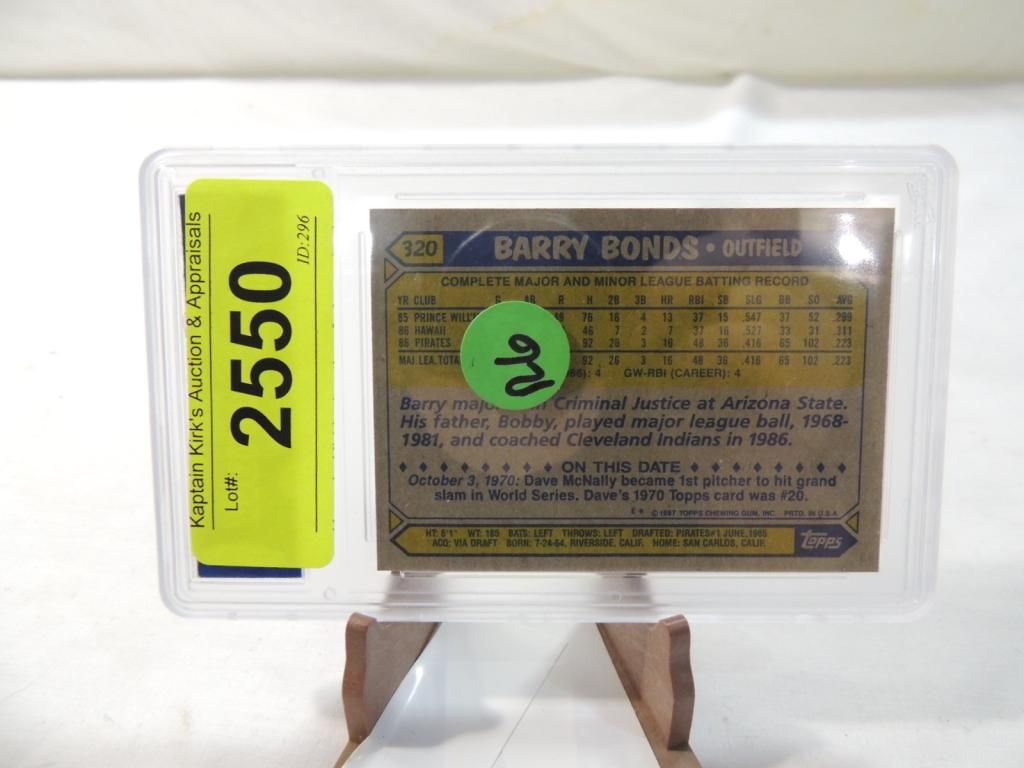 Kaptain Kirk's Auction & Appraisals
Lot#:
2550
ID:296
320
BARRY BONDS • OUTFIELD
COMPLETE MAJOR AND MINOR LEAGUE BATTING RECORD
YR CLUB G AB R H 2B 3B HR RBI SB SLG BB SO AVG
85 PRINCE WILL' 49 76 16 4 13 37 15 .547 37 52 .299
86 HAWAII 46 7 2 7 37 16 .527 33 31 .311
86 PIRATES 92 26 3 16 48 36 .416 65 102 .223
MAJ. LEA. TOTA 92 26 3 16 48 36 .416 65 102 .223
86): 4 GW-RBI (CAREER): 4
Barry majo in Criminal Justice at Arizona State.
His father, Bobby, played major league ball, 1968-
1981, and coached Cleveland Indians in 1986.
ON THIS DATE
October 3, 1970: Dave McNally became 1st pitcher to hit grand
slam in World Series. Dave's 1970 Topps card was #20.
E* © 1987 TOPPS CHEWING GUM, INC. PRTD. IN U.S.A.
HT: 6'1" WT: 185 BATS: LEFT THROWS: LEFT DRAFTED: PIRATES#1 JUNE, 1985
ACQ: VIA DRAFT BORN: 7-24-64, RIVERSIDE, CALIF. HOME: SAN CARLOS, CALIF.
topps